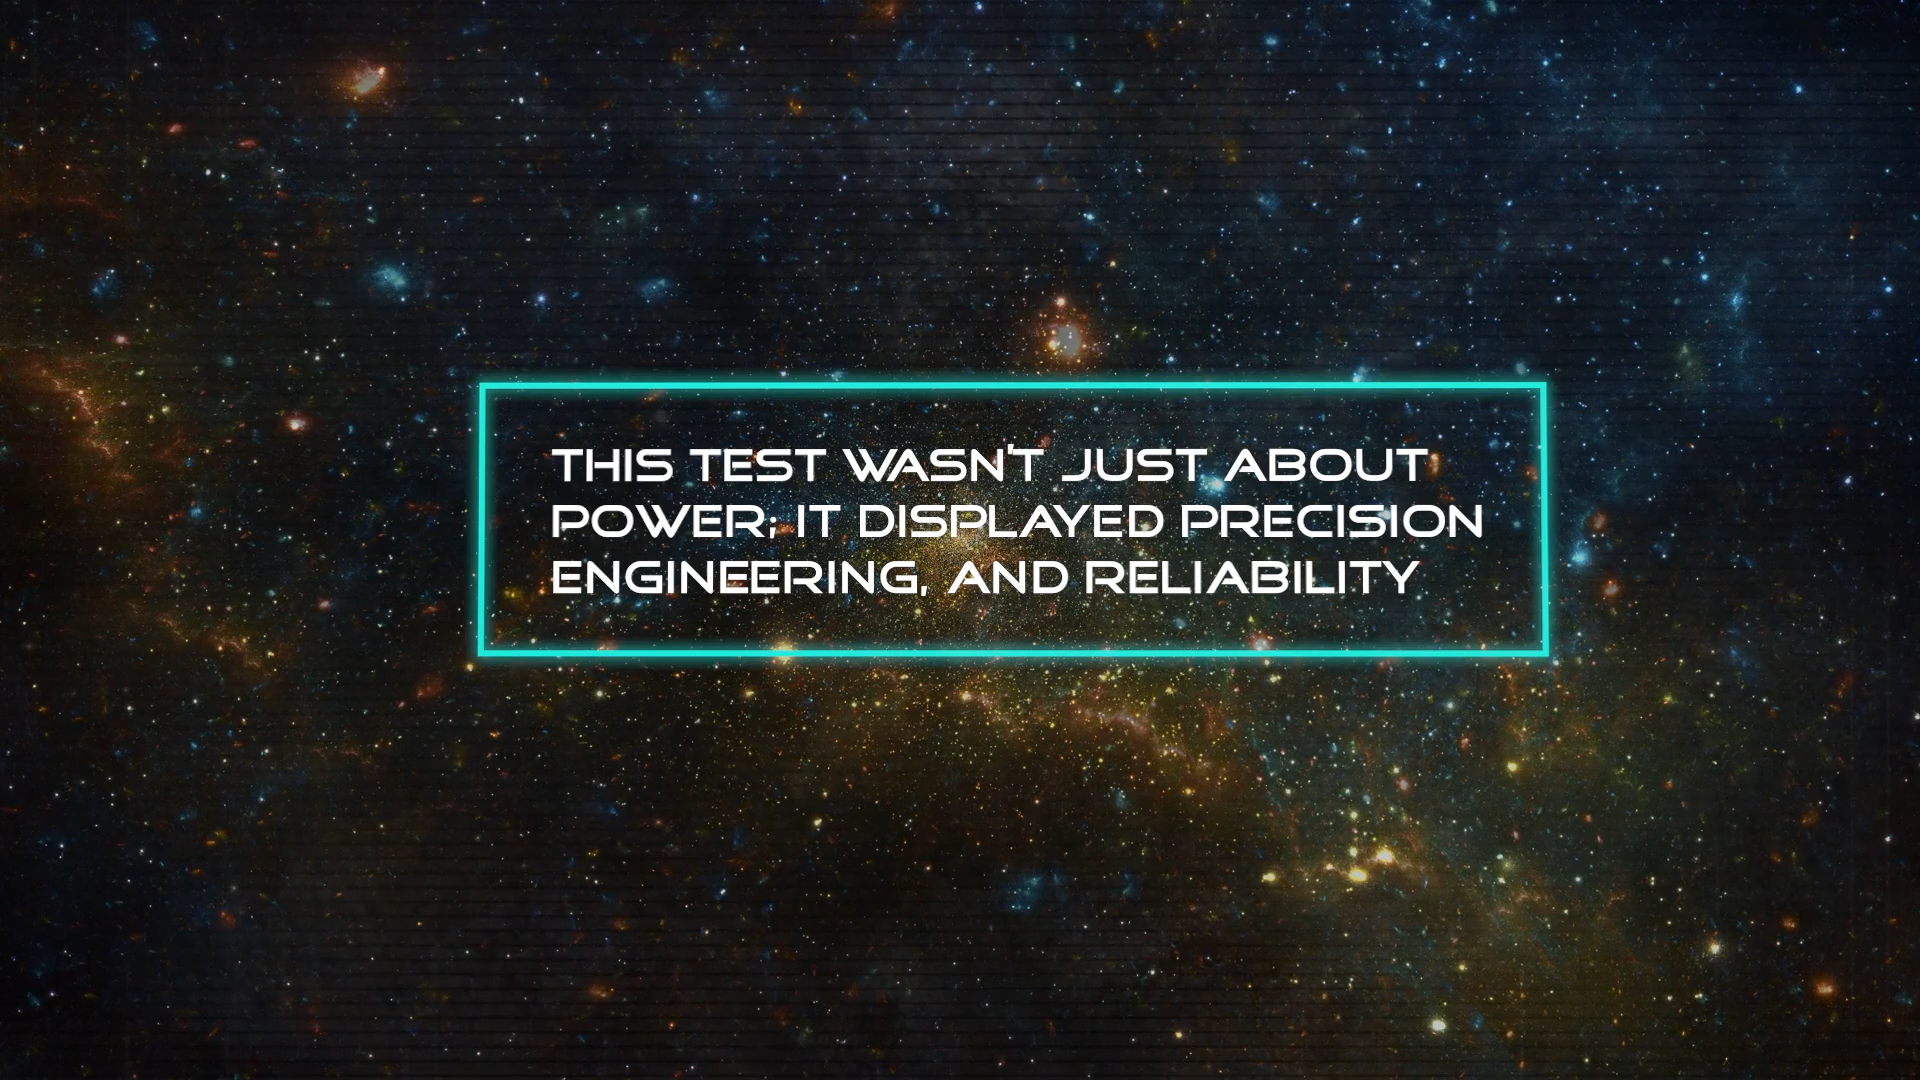 THIS TEST WASN'T JUST ABOUT
POWER; IT DISPLAYED PRECISION
ENGINEERING, AND RELIABILITY